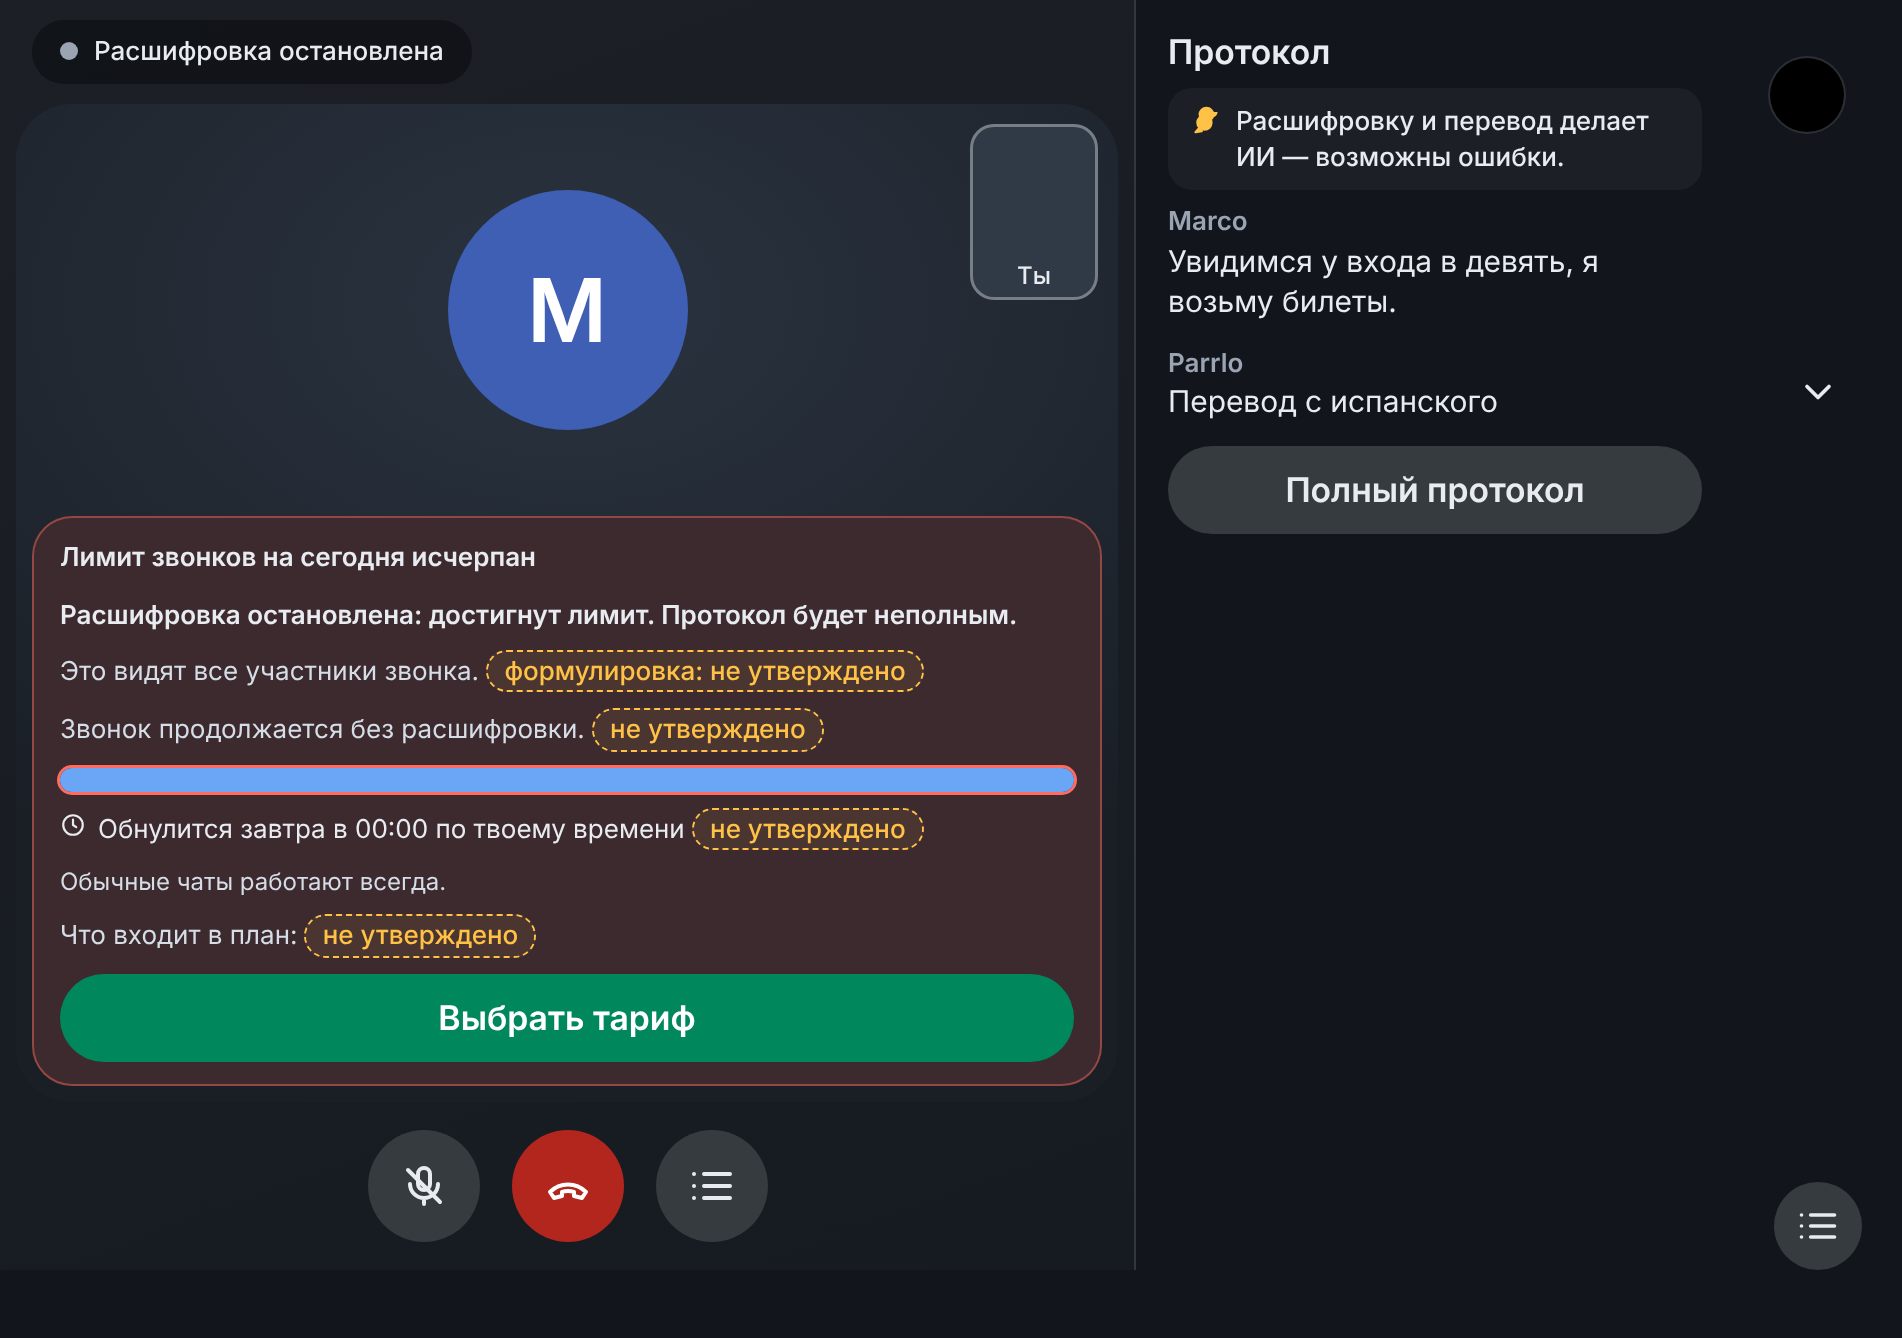 Расшифровка остановлена
M
Ты
Лимит звонков на сегодня исчерпан
Расшифровка остановлена: достигнут лимит. Протокол будет неполным.
Это видят все участники звонка. формулировка: не утверждено
Звонок продолжается без расшифровки. не утверждено
Обнулится завтра в 00:00 по твоему времени не утверждено
Обычные чаты работают всегда.
Что входит в план: не утверждено
Выбрать тариф
Протокол
Расшифровку и перевод делает
ИИ — возможны ошибки.
Marco
Увидимся у входа в девять, я
возьму билеты.
Parrlo
Перевод с испанского
Полный протокол